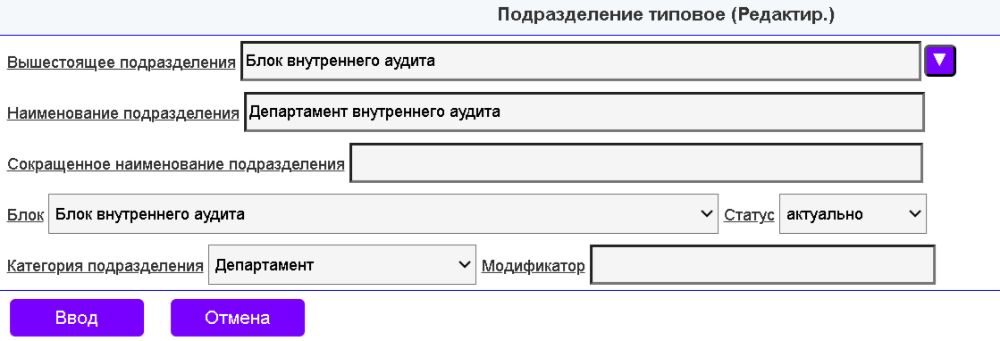 Подразделение типовое (Редактир.)
Вышестоящее подразделения Блок внутреннего аудита ▼
Наименование подразделения Департамент внутреннего аудита
Сокращенное наименование подразделения
Блок Блок внутреннего аудита Статус актуально
Категория подразделения Департамент Модификатор
Ввод Отмена